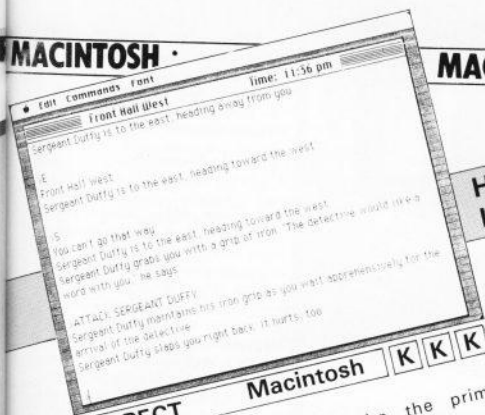 MACINTOSH ·
MAC
Edit Commands Font
Front Hall West Time: 11:56 pm
Sergeant Duffy is to the east, heading away from you
.E
Front Hall West
Sergeant Duffy is to the east, heading toward the west
.S
You can't go that way
Sergeant Duffy is to the east, heading toward the west
Sergeant Duffy grabs you with a grip of iron "The detective would like a
word with you" he says
.ATTACK SERGEANT DUFFY
Sergeant Duffy maintains his iron grip as you wait apprehensively for the
arrival of the detective
Sergeant Duffy slaps you right back. It hurts, too
H
PECT Macintosh K K K
the prim